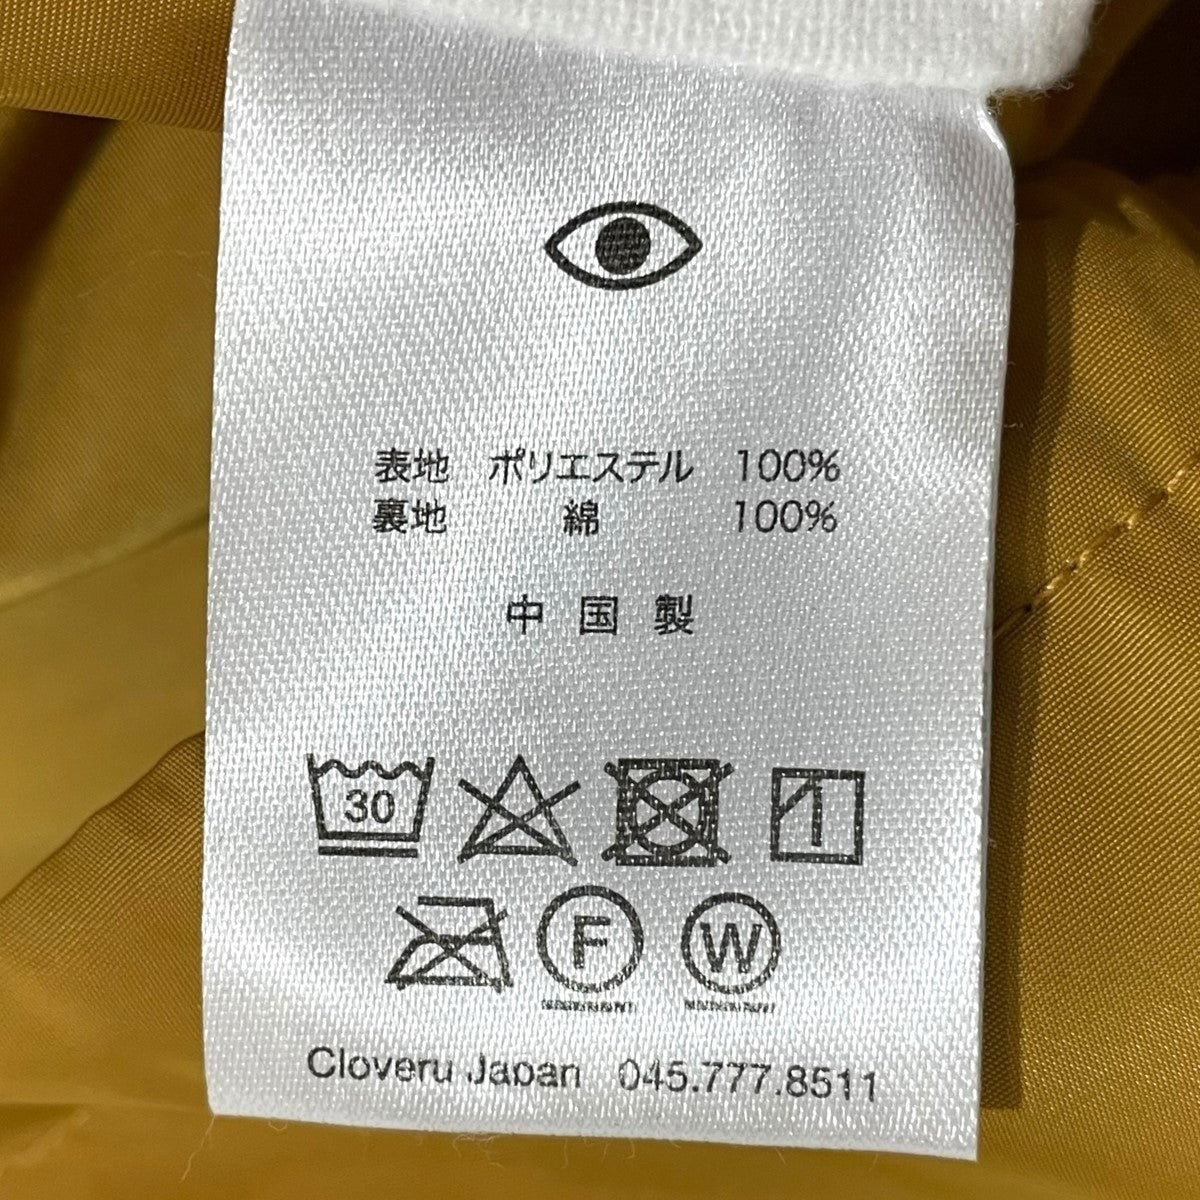 表地 ポリエステル 100%
裏地 綿 100%
中国製
30
F
W
Cloveru Japan 045.777.8511